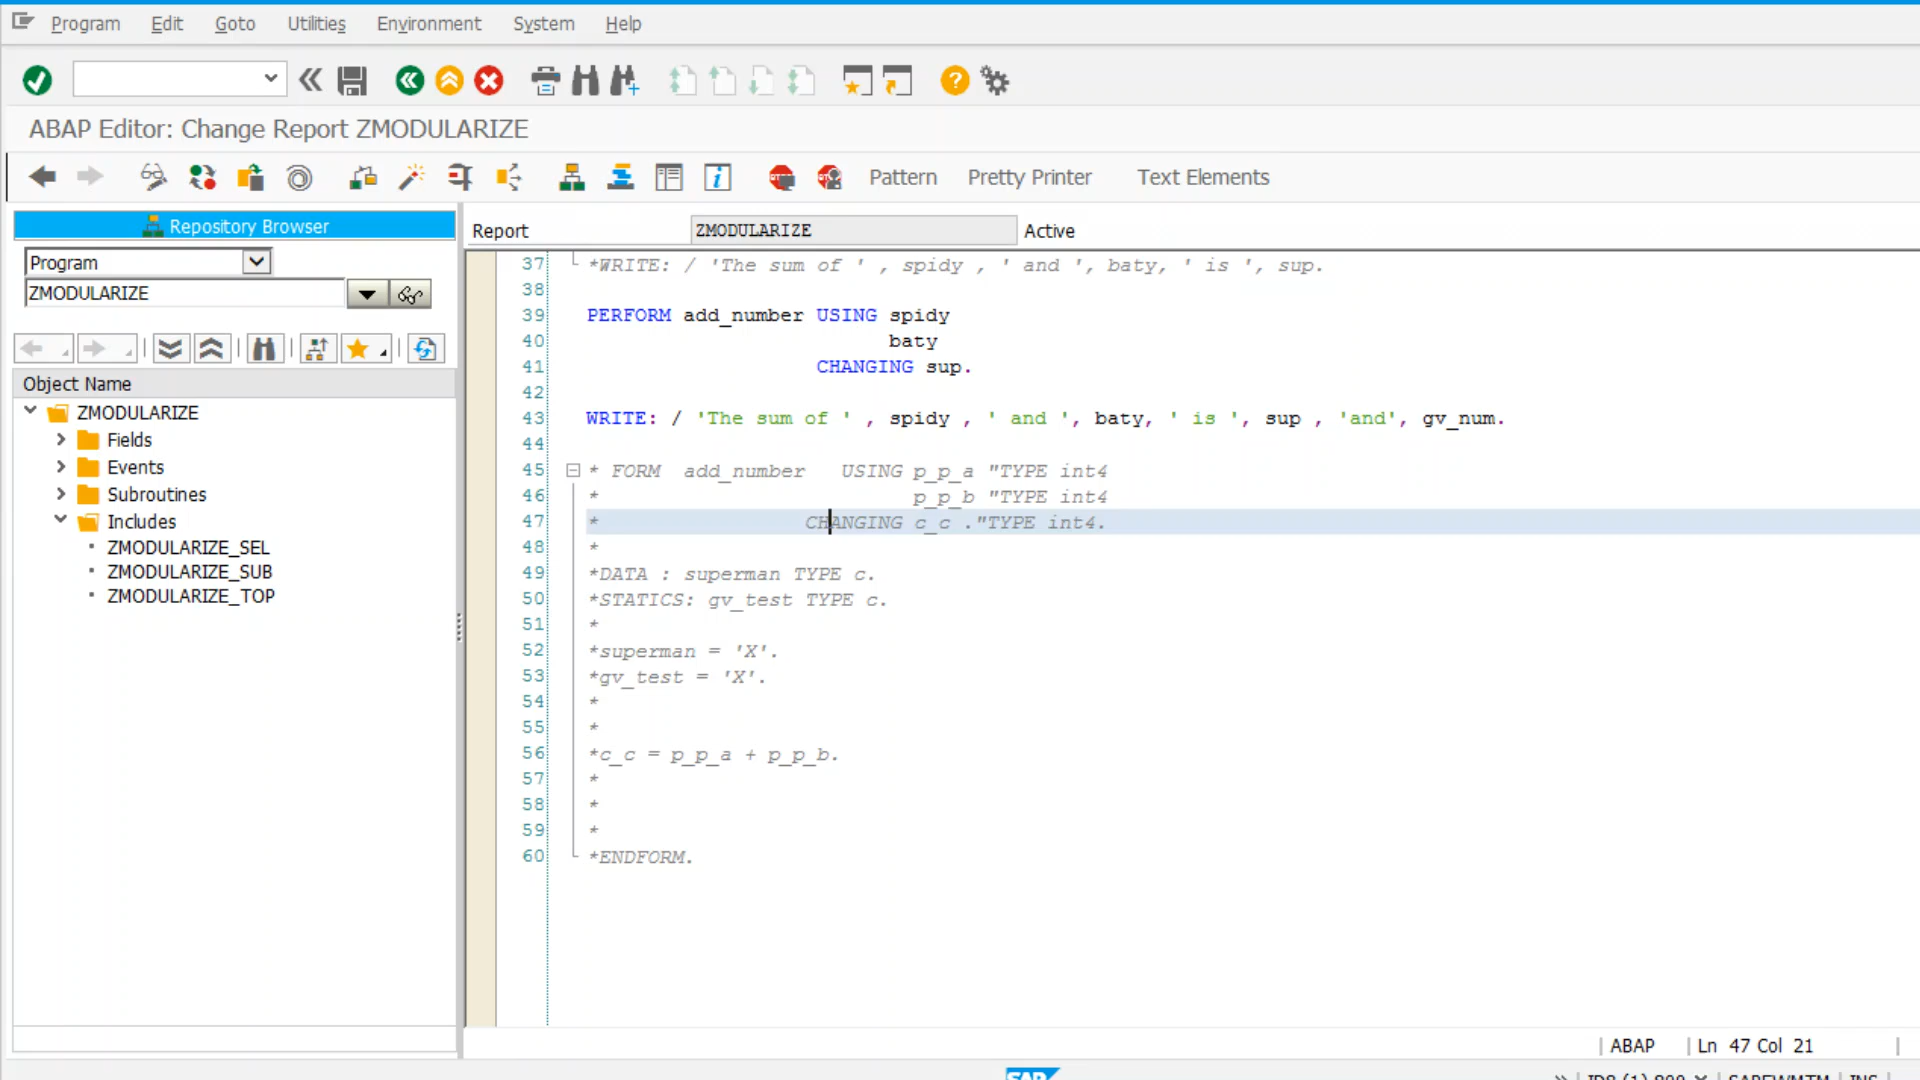 Program Edit Goto Utilities Environment System Help
ABAP Editor: Change Report ZMODULARIZE
Pattern Pretty Printer Text Elements
Repository Browser
Program
ZMODULARIZE
Object Name
ZMODULARIZE
Fields
Events
Subroutines
Includes
ZMODULARIZE_SEL
ZMODULARIZE_SUB
ZMODULARIZE_TOP
Report ZMODULARIZE Active
37 *WRITE: / 'The sum of ' , spidy , ' and ', baty, ' is ', sup.
38
39 PERFORM add_number USING spidy
40 baty
41 CHANGING sup.
42
43 WRITE: / 'The sum of ' , spidy , ' and ', baty, ' is ', sup , 'and', gv_num.
44
45 * FORM add_number USING p_p_a "TYPE int4
46 * p_p_b "TYPE int4
47 * CHANGING c_c ."TYPE int4.
48 *
49 *DATA : superman TYPE c.
50 *STATICS: gv_test TYPE c.
51 *
52 *superman = 'X'.
53 *gv_test = 'X'.
54 *
55 *
56 *c_c = p_p_a + p_p_b.
57 *
58 *
59 *
60 *ENDFORM.
ABAP Ln 47 Col 21
SAP